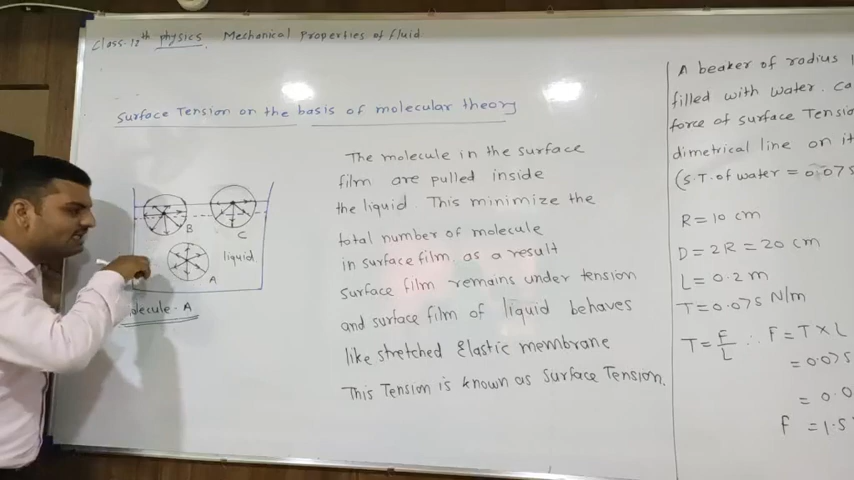 Class-12th physics. Mechanical Properties of fluid
Surface Tension on the basis of molecular theory
B
C
liquid.
A
olecule - A
The molecule in the surface
film are pulled inside
the liquid. This minimize the
total number of molecule
in surface film. as a result
surface film remains under tension
and surface film of liquid behaves
like stretched Elastic membrane
This Tension is known as Surface Tension.
A beaker of radius
filled with water. Ca
force of surface Tensio
dimetrical line on it
(S.T. of water = 0.075
R = 10 cm
D = 2R = 20 cm
L = 0.2 m
T = 0.075 N/m
T = F/L ∴ F = T × L
= 0.075
= 0.0
F = 1.5